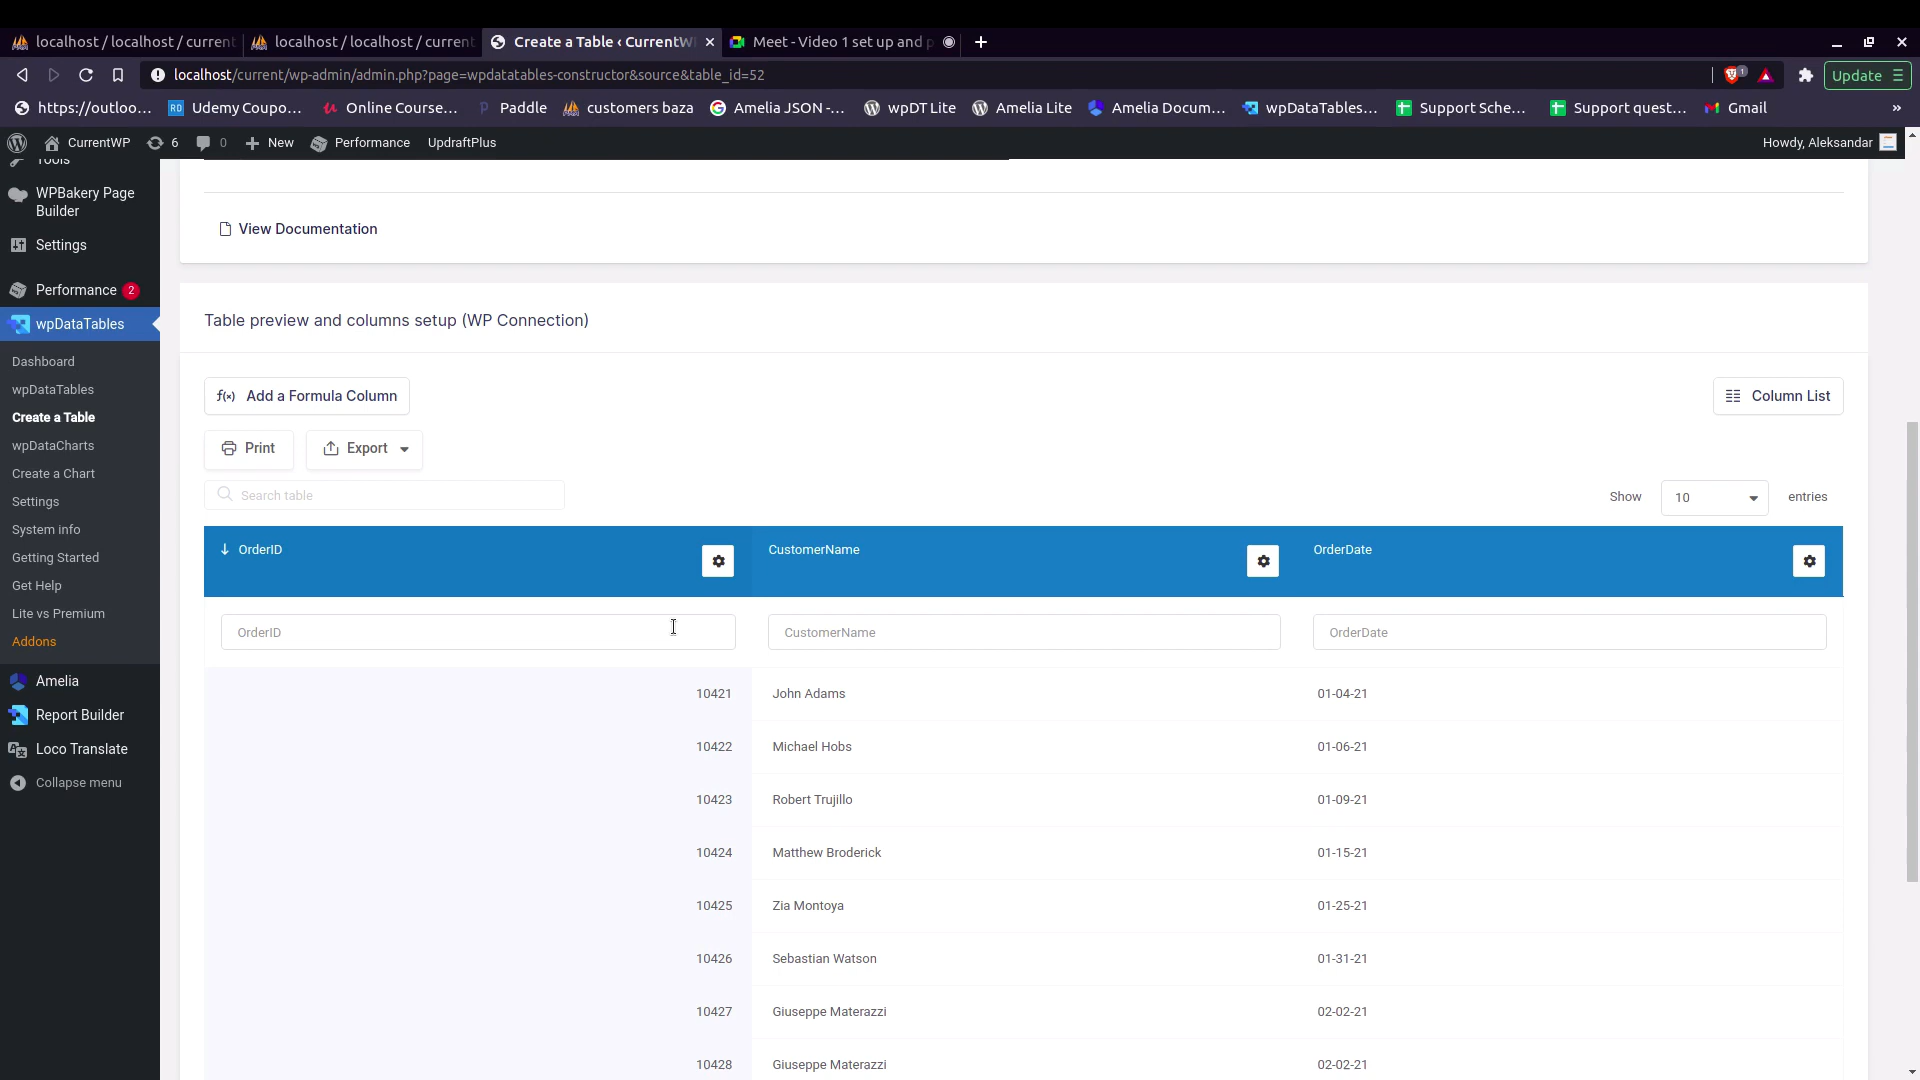 localhost / localhost / current
localhost / localhost / current
Create a Table ‹ CurrentW
Meet - Video 1 set up and p
localhost/current/wp-admin/admin.php?page=wpdatatables-constructor&source&table_id=52
1
Update
https://outloo...
Udemy Coupo...
Online Course...
Paddle
customers baza
Amelia JSON -...
wpDT Lite
Amelia Lite
Amelia Docum...
wpDataTables...
Support Sche...
Support quest...
Gmail
»
CurrentWP
6
0
New
Performance
UpdraftPlus
Howdy, Aleksandar
Tools
WPBakery Page
Builder
Settings
Performance 2
wpDataTables
Dashboard
wpDataTables
Create a Table
wpDataCharts
Create a Chart
Settings
System info
Getting Started
Get Help
Lite vs Premium
Addons
Amelia
Report Builder
Loco Translate
Collapse menu
View Documentation
Table preview and columns setup (WP Connection)
f(x) Add a Formula Column
Column List
Print
Export
Search table
Show 10 entries
OrderID CustomerName OrderDate
OrderID CustomerName OrderDate
10421 John Adams 01-04-21
10422 Michael Hobs 01-06-21
10423 Robert Trujillo 01-09-21
10424 Matthew Broderick 01-15-21
10425 Zia Montoya 01-25-21
10426 Sebastian Watson 01-31-21
10427 Giuseppe Materazzi 02-02-21
10428 Giuseppe Materazzi 02-02-21